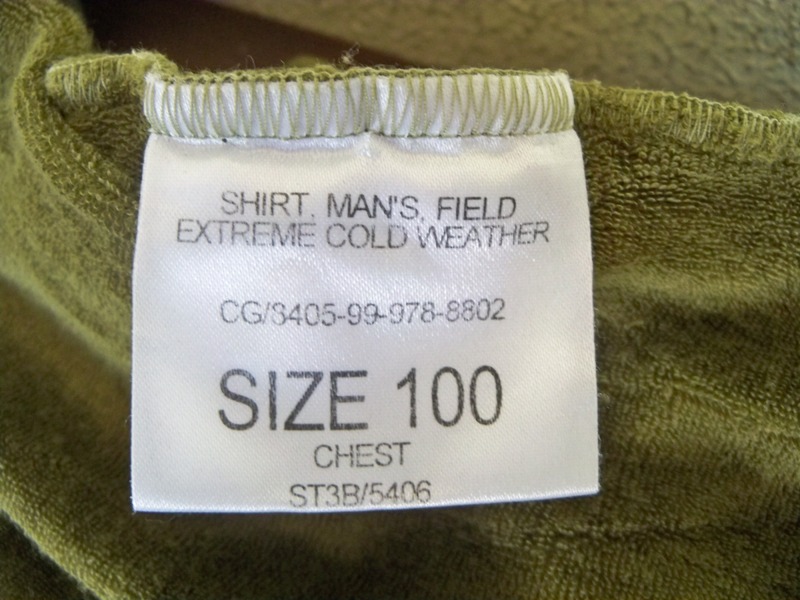 SHIRT, MAN'S, FIELD
EXTREME COLD WEATHER
CG/8405-99-978-8802
SIZE 100
CHEST
ST3B/5406